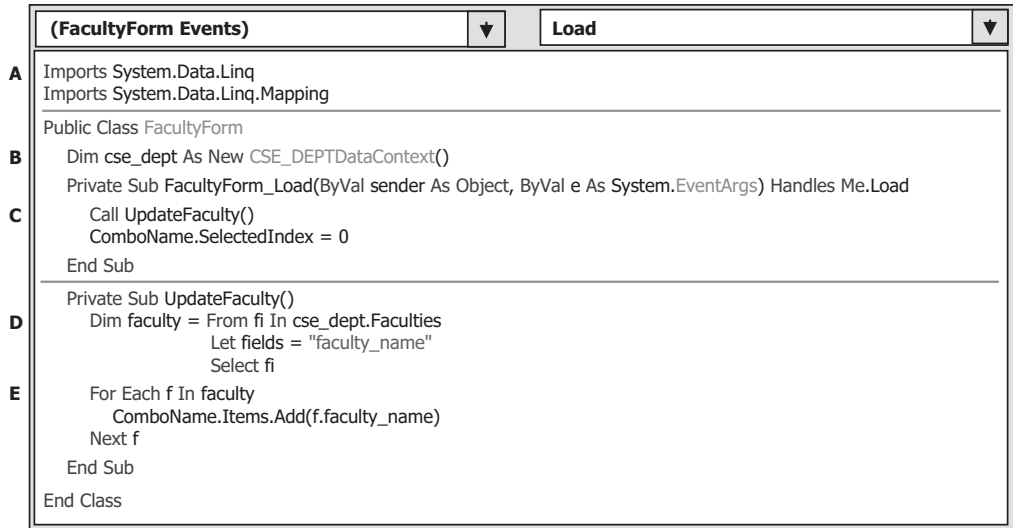 (FacultyForm Events) Load
A Imports System.Data.Linq
Imports System.Data.Linq.Mapping
Public Class FacultyForm
B Dim cse_dept As New CSE_DEPTDataContext()
Private Sub FacultyForm_Load(ByVal sender As Object, ByVal e As System.EventArgs) Handles Me.Load
C Call UpdateFaculty()
ComboName.SelectedIndex = 0
End Sub
Private Sub UpdateFaculty()
D Dim faculty = From fi In cse_dept.Faculties
Let fields = "faculty_name"
Select fi
E For Each f In faculty
ComboName.Items.Add(f.faculty_name)
Next f
End Sub
End Class